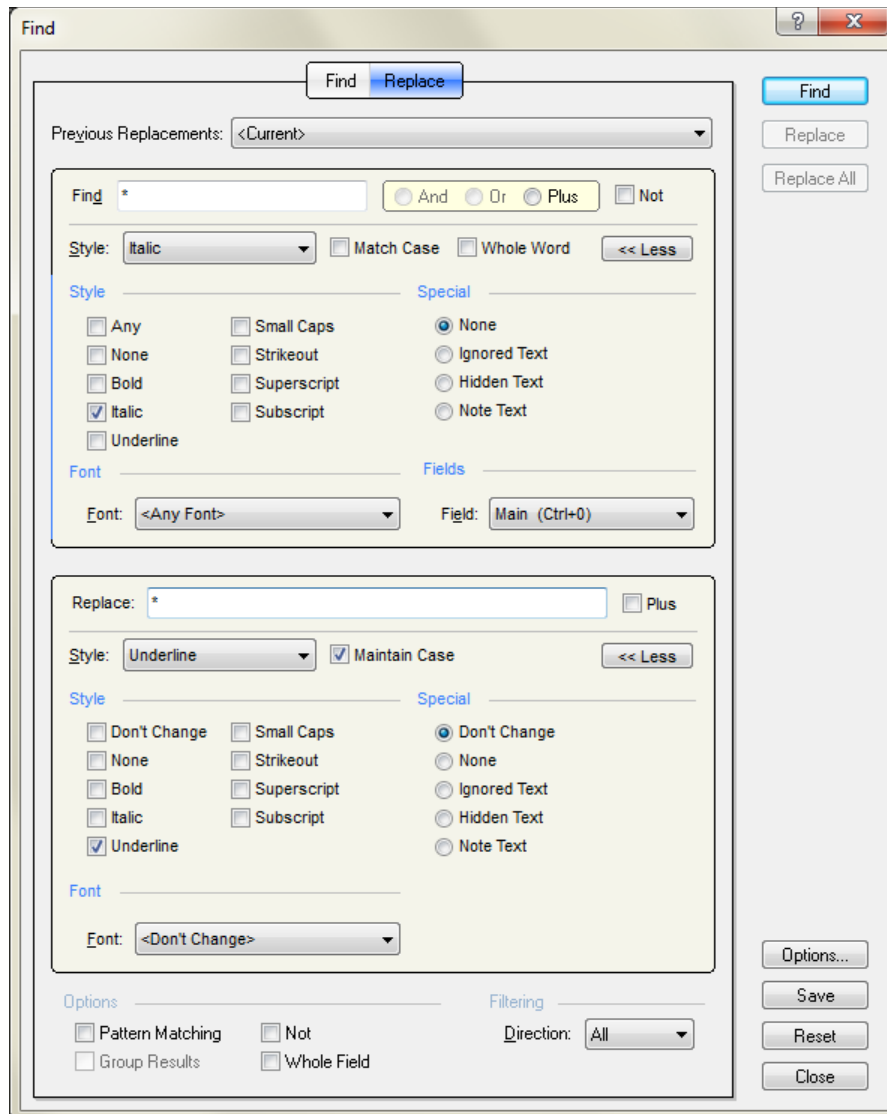 Find
?
X
Find Replace
Find
Previous Replacements: <Current>
Replace
Replace All
Find * And Or Plus Not
Style: Italic Match Case Whole Word << Less
Style Special
Any Small Caps None
None Strikeout Ignored Text
Bold Superscript Hidden Text
Italic Subscript Note Text
Underline
Font Fields
Font: <Any Font> Field: Main (Ctrl+0)
Replace: * Plus
Style: Underline Maintain Case << Less
Style Special
Don't Change Small Caps Don't Change
None Strikeout None
Bold Superscript Ignored Text
Italic Subscript Hidden Text
Underline Note Text
Font
Font: <Don't Change>
Options...
Options Filtering
Save
Pattern Matching Not Direction: All
Reset
Group Results Whole Field
Close